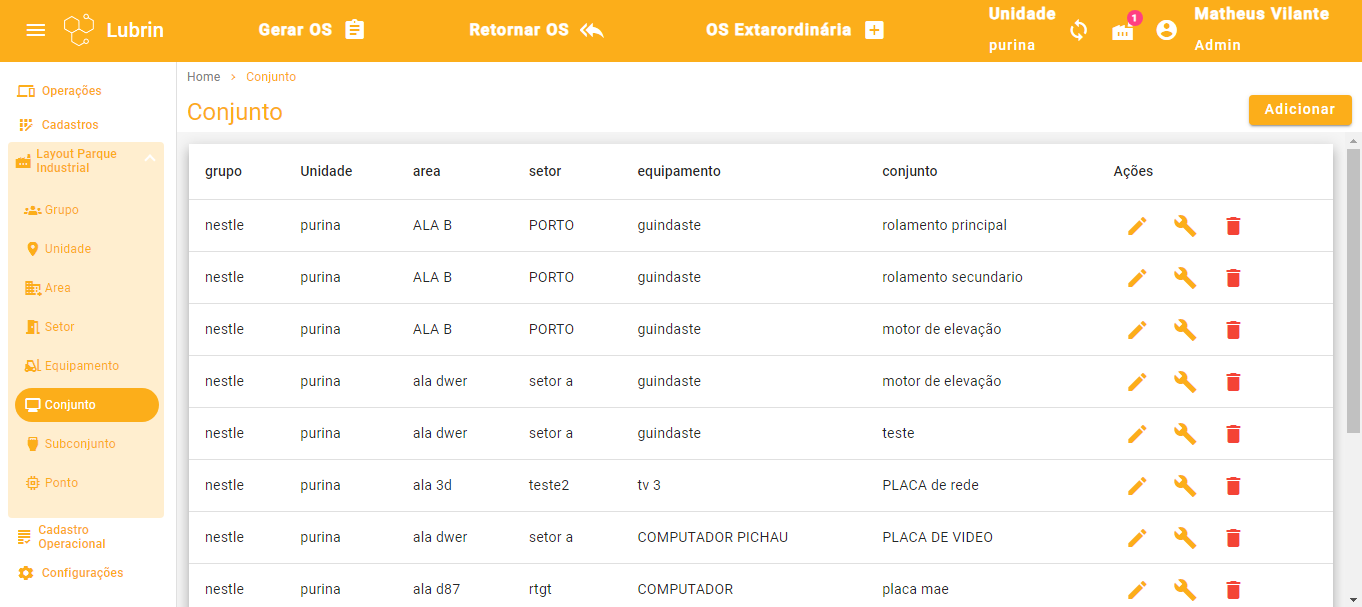 Lubrin
Gerar OS
Retornar OS
OS Extarordinária
Unidade
purina
1
Matheus Vilante
Admin
Operações
Cadastros
Layout Parque
Industrial
Grupo
Unidade
Area
Setor
Equipamento
Conjunto
Subconjunto
Ponto
Cadastro
Operacional
Configurações
Home > Conjunto
Conjunto
Adicionar
grupo Unidade area setor equipamento conjunto Ações
nestle purina ALA B PORTO guindaste rolamento principal
nestle purina ALA B PORTO guindaste rolamento secundario
nestle purina ALA B PORTO guindaste motor de elevação
nestle purina ala dwer setor a guindaste motor de elevação
nestle purina ala dwer setor a guindaste teste
nestle purina ala 3d teste2 tv 3 PLACA de rede
nestle purina ala dwer setor a COMPUTADOR PICHAU PLACA DE VIDEO
nestle purina ala d87 rtgt COMPUTADOR placa mae